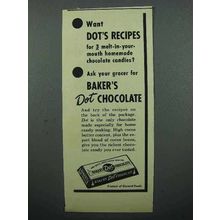 Want
DOT'S RECIPES
for 3 melt-in-your-
mouth homemade
chocolate candies?
Ask your grocer for
BAKER'S
Dot CHOCOLATE
And try the recipes on
the back of the package.
Dot is the only chocolate
made especially for home
candy making. High cocoa
butter content, plus the ex-
pert blend of cocoa beans,
give you the richest choco-
late candy you ever tasted.
Product of General Foods